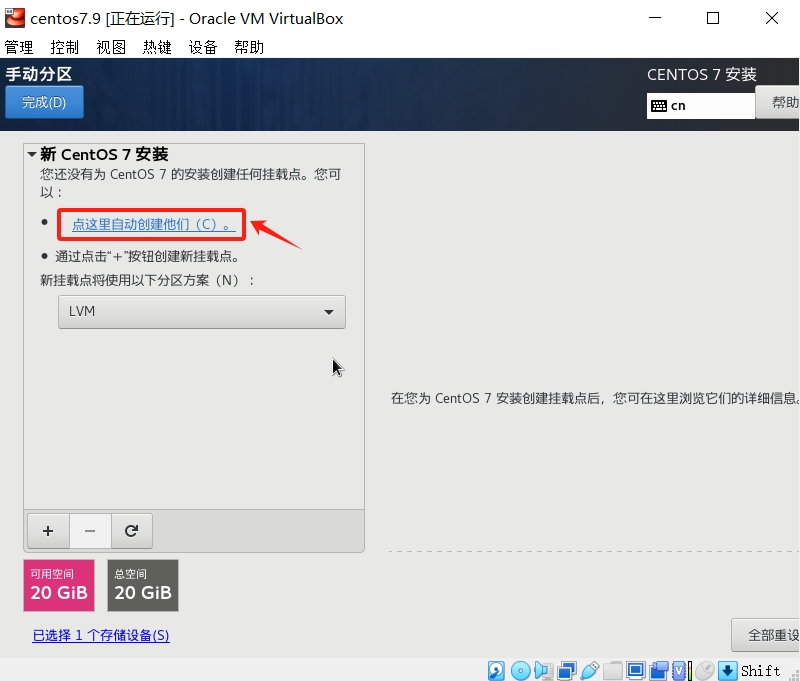 centos7.9 [正在运行] - Oracle VM VirtualBox
管理 控制 视图 热键 设备 帮助
手动分区
CENTOS 7 安装
完成(D)
cn
帮助
新 CentOS 7 安装
您还没有为 CentOS 7 的安装创建任何挂载点。您可
以：
点这里自动创建他们（C）。
通过点击“+”按钮创建新挂载点。
新挂载点将使用以下分区方案（N）：
LVM
在您为 CentOS 7 安装创建挂载点后，您可在这里浏览它们的详细信息。
+ −
可用空间
20 GiB
总空间
20 GiB
已选择 1 个存储设备(S)
全部重设
Shift